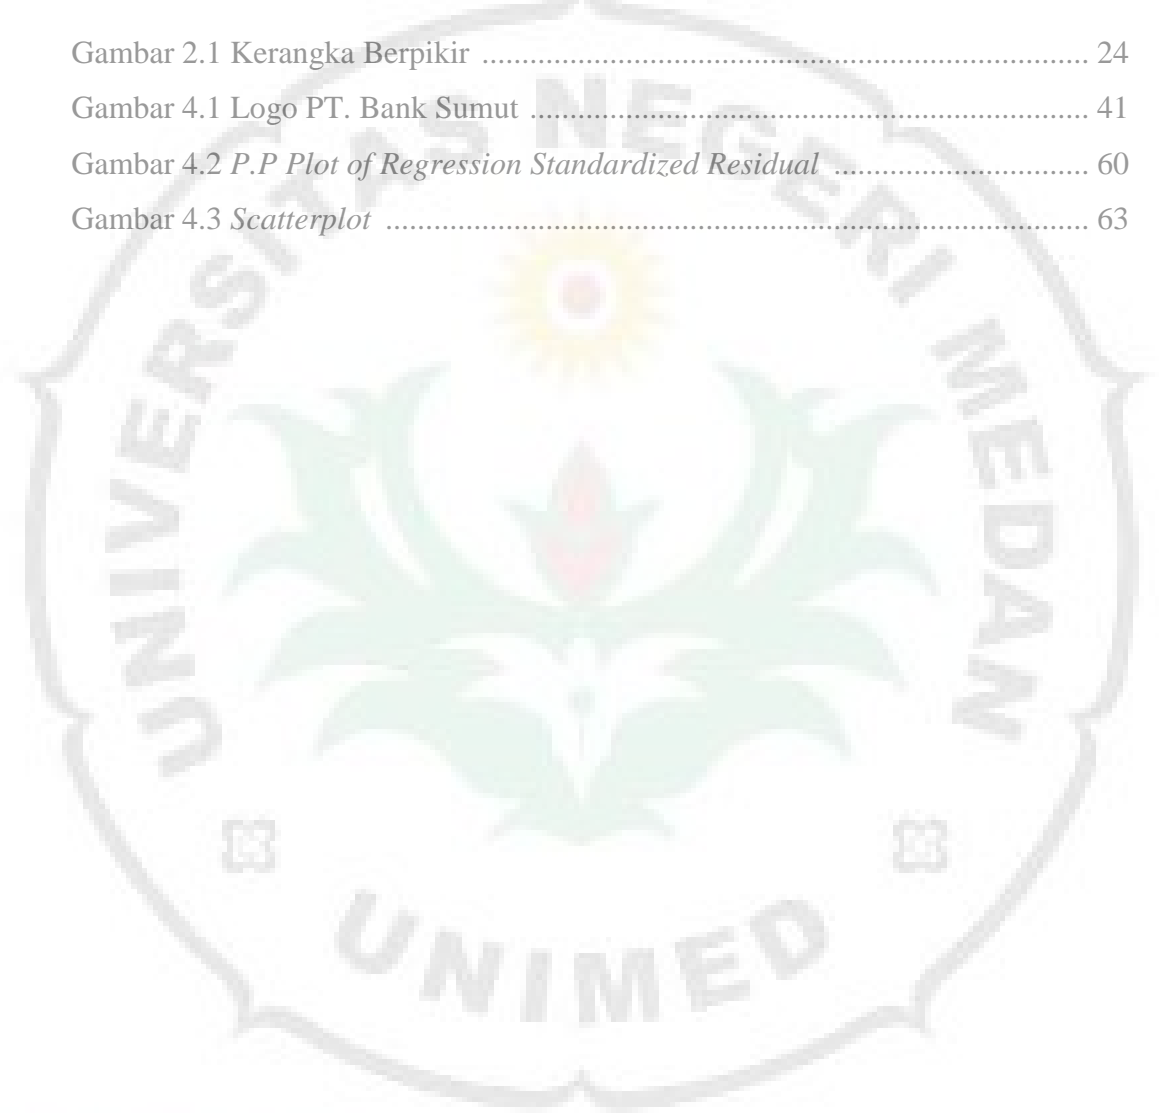 Gambar 2.1 Kerangka Berpikir ............................................................................. 24
Gambar 4.1 Logo PT. Bank Sumut ....................................................................... 41
Gambar 4.2 P.P Plot of Regression Standardized Residual ................................ 60
Gambar 4.3 Scatterplot ......................................................................................... 63
UNIVERSITAS NEGERI MEDAN
UNIMED